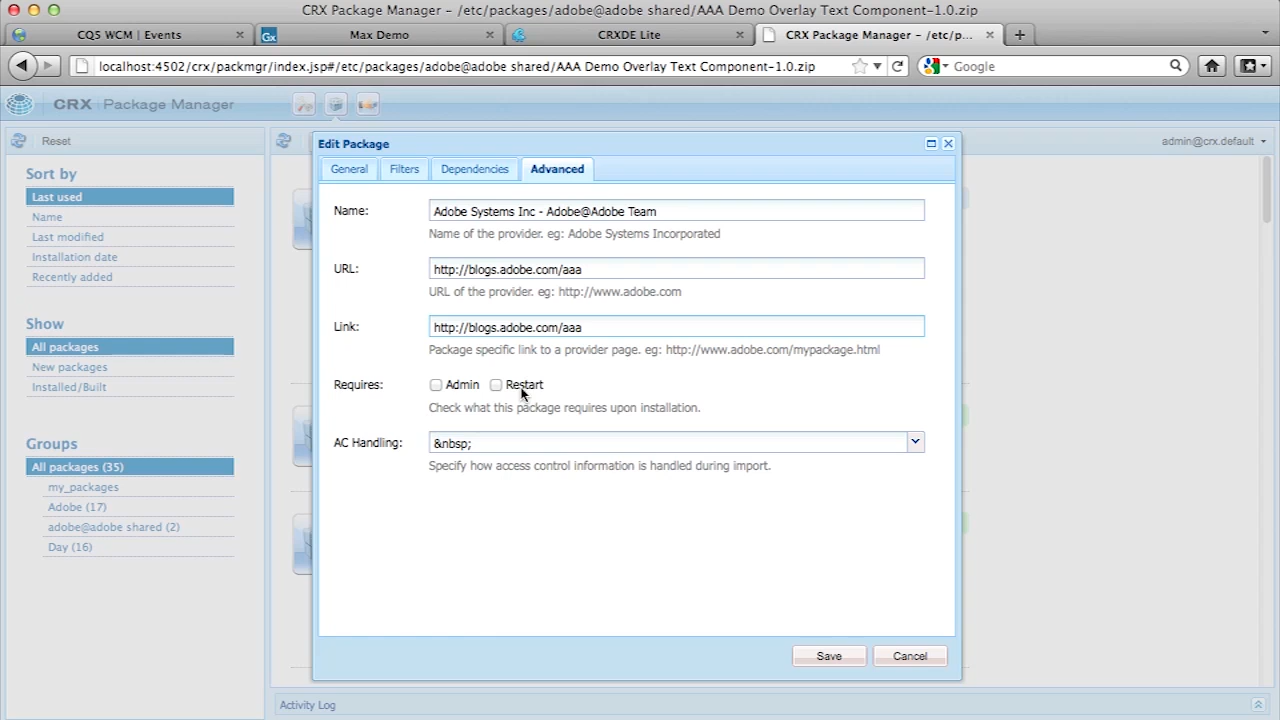 CRX Package Manager - /etc/packages/adobe@adobe shared/AAA Demo Overlay Text Component-1.0.zip
CQ5 WCM | Events
Max Demo
CRXDE Lite
CRX Package Manager - /etc/p...
localhost:4502/crx/packmgr/index.jsp#/etc/packages/adobe@adobe shared/AAA Demo Overlay Text Component-1.0.zip
Google
CRX Package Manager
Reset
admin@crx.default
Sort by
Last used
Name
Last modified
Installation date
Recently added
Show
All packages
New packages
Installed/Built
Groups
All packages (35)
my_packages
Adobe (17)
adobe@adobe shared (2)
Day (16)
Edit Package
General
Filters
Dependencies
Advanced
Name:
Adobe Systems Inc - Adobe@Adobe Team
Name of the provider. eg: Adobe Systems Incorporated
URL:
http://blogs.adobe.com/aaa
URL of the provider. eg: http://www.adobe.com
Link:
http://blogs.adobe.com/aaa
Package specific link to a provider page. eg: http://www.adobe.com/mypackage.html
Requires:
Admin
Restart
Check what this package requires upon installation.
AC Handling:
&nbsp;
Specify how access control information is handled during import.
Save
Cancel
Activity Log